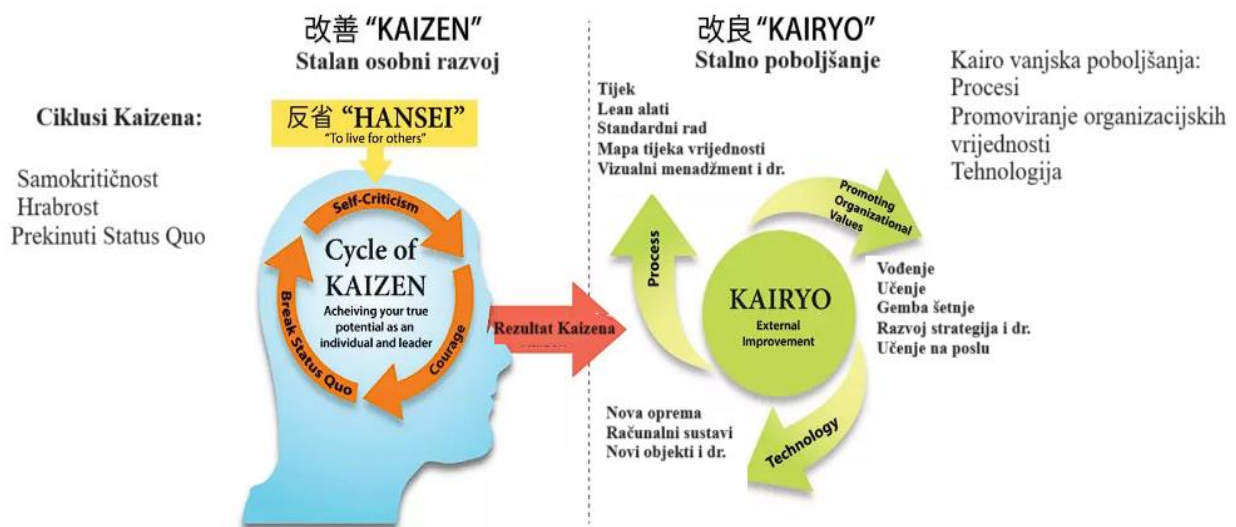 改善 “KAIZEN”
Stalan osobni razvoj
Ciklusi Kaizena:
Samokritičnost
Hrabrost
Prekinuti Status Quo
反省 “HANSEI”
“To live for others”
Self-Criticism
Courage
Break Status Quo
Cycle of
KAIZEN
Acheiving your true
potential as an
individual and leader
Rezultat Kaizena
改良 “KAIRYO”
Stalno poboljšanje
Tijek
Lean alati
Standardni rad
Mapa tijeka vrijednosti
Vizualni menadžment i dr.
Kairo vanjska poboljšanja:
Procesi
Promoviranje organizacijskih
vrijednosti
Tehnologija
Process
Promoting
Organizational
Values
KAIRYO
External
Improvement
Vođenje
Učenje
Gemba šetnje
Razvoj strategija i dr.
Učenje na poslu
Nova oprema
Računalni sustavi
Novi objekti i dr.
Technology